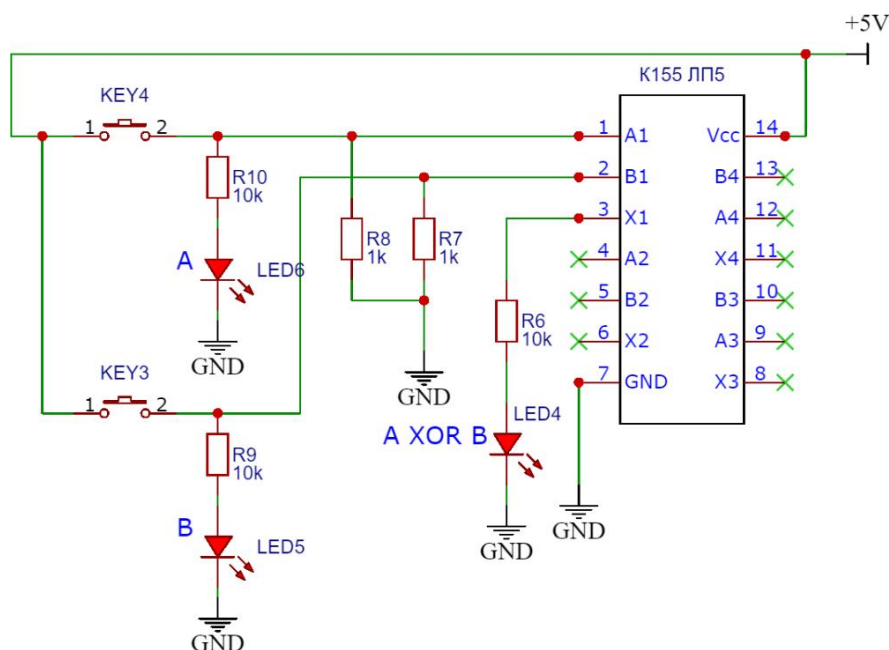 +5V
К155 ЛП5
KEY4
1 2
R10
10k
A
LED6
GND
R8
1k
R7
1k
GND
KEY3
1 2
R9
10k
B
LED5
GND
R6
10k
A XOR B
LED4
GND
GND
1 A1
2 B1
3 X1
4 A2
5 B2
6 X2
7 GND
Vcc 14
B4 13
A4 12
X4 11
B3 10
A3 9
X3 8